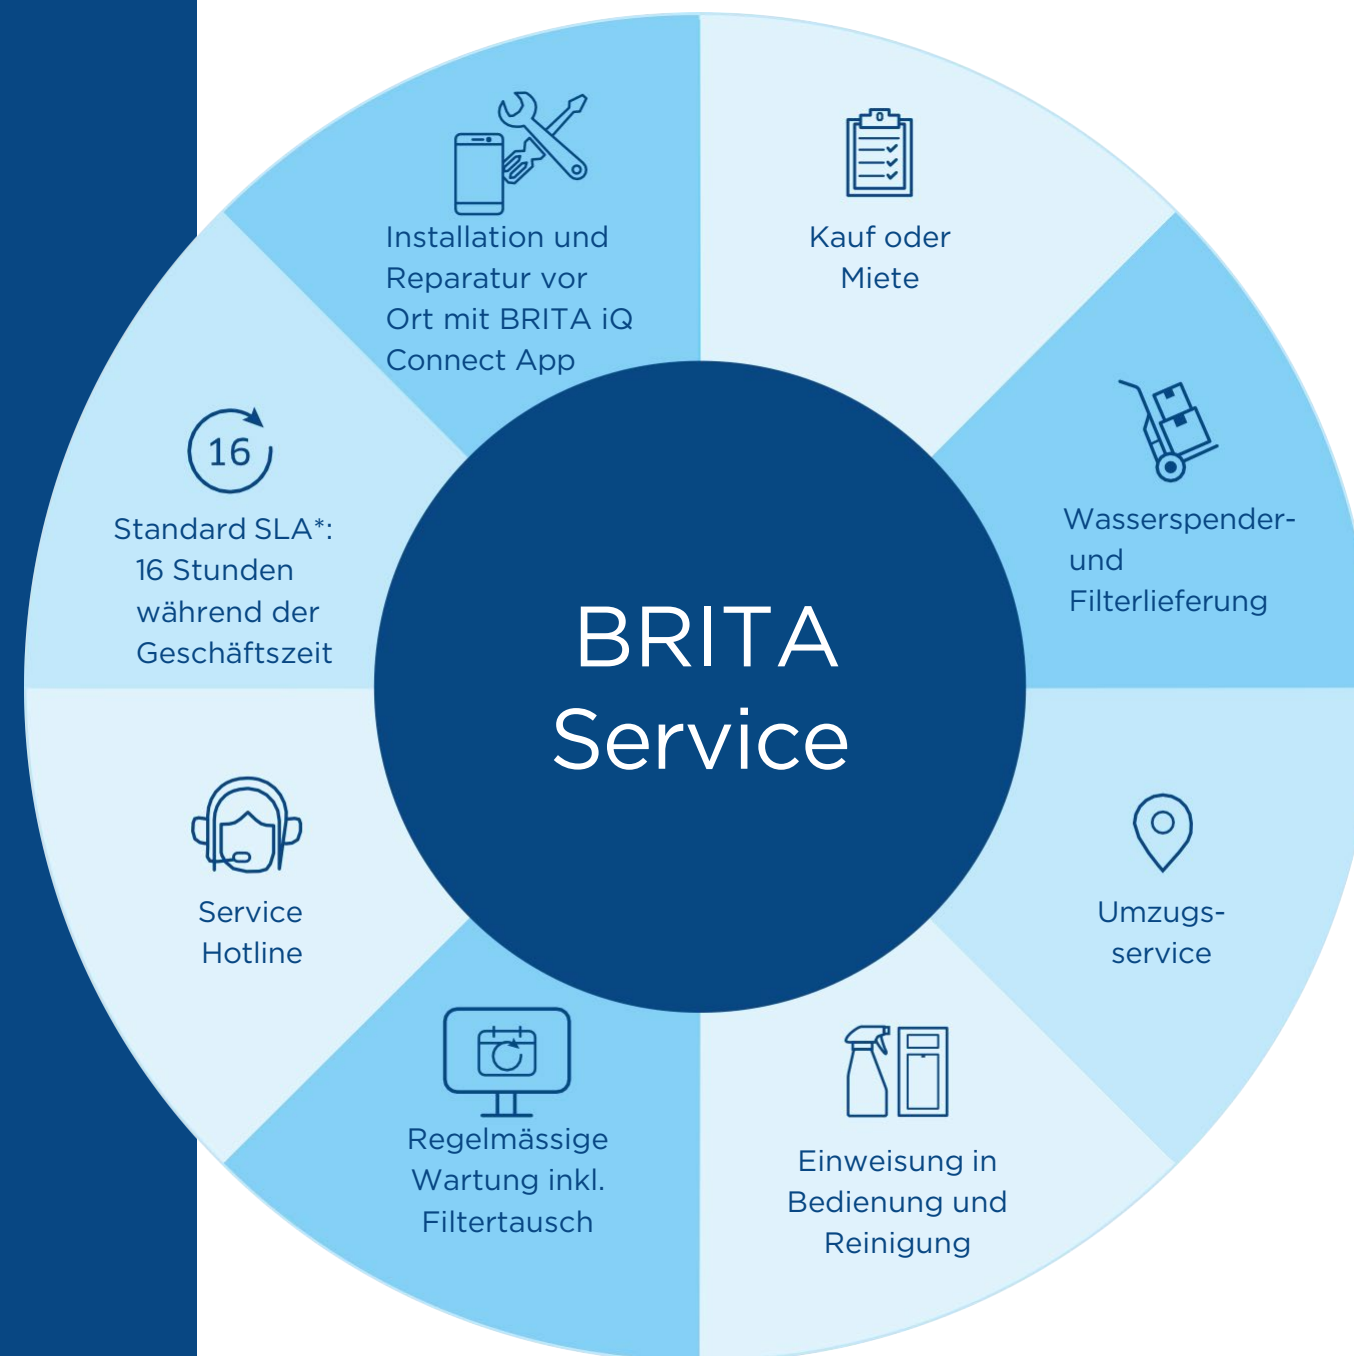 Installation und
Reparatur vor
Ort mit BRITA iQ
Connect App
Kauf oder
Miete
16
Standard SLA*:
16 Stunden
während der
Geschäftszeit
Wasserspender-
und
Filterlieferung
BRITA
Service
Service
Hotline
Umzugs-
service
Regelmässige
Wartung inkl.
Filtertausch
Einweisung in
Bedienung und
Reinigung